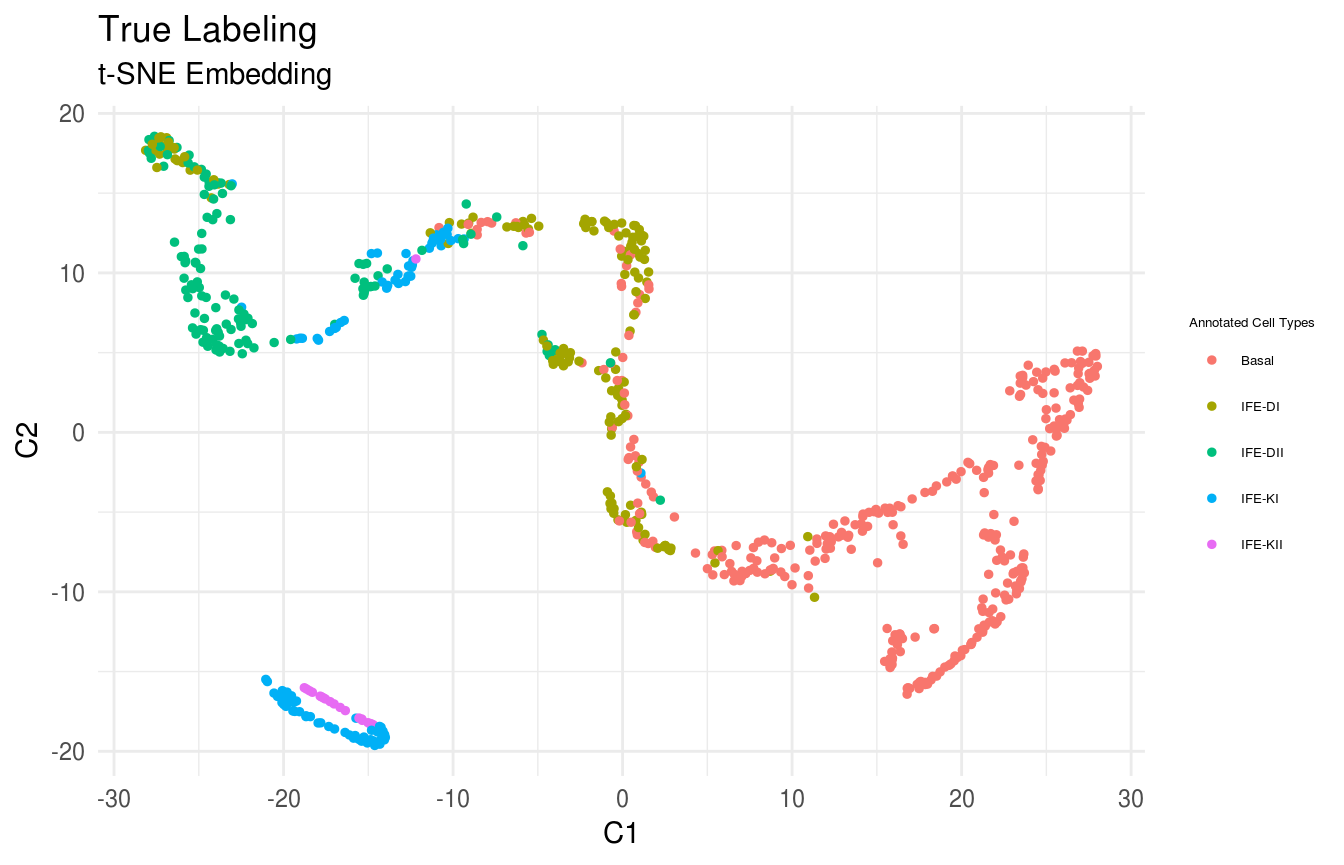 True Labeling
t-SNE Embedding
20
10
0
-10
-20
C2
-30
-20
-10
0
10
20
30
C1
Annotated Cell Types
Basal
IFE-DI
IFE-DII
IFE-KI
IFE-KII